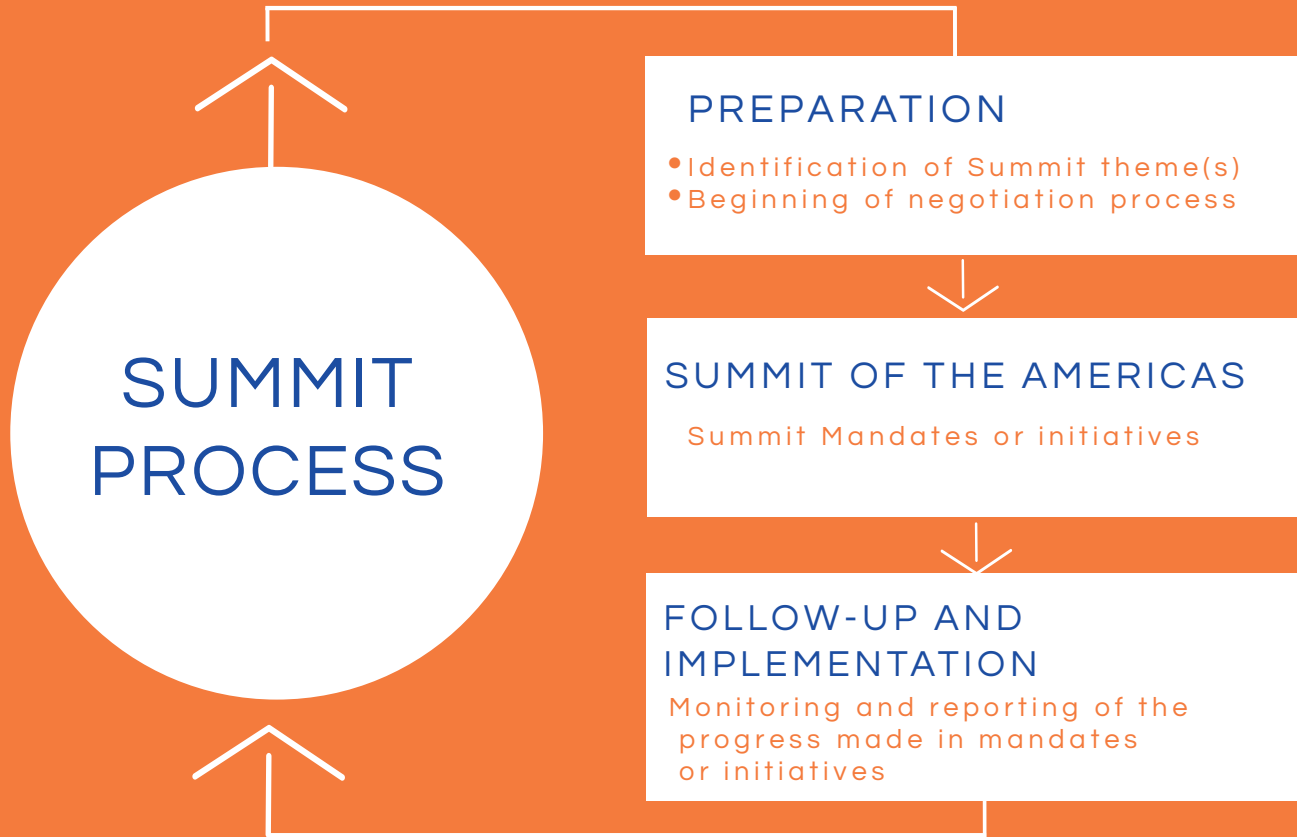 SUMMIT
PROCESS
PREPARATION
• Identification of Summit theme(s)
• Beginning of negotiation process
SUMMIT OF THE AMERICAS
Summit Mandates or initiatives
FOLLOW-UP AND
IMPLEMENTATION
Monitoring and reporting of the
progress made in mandates
or initiatives